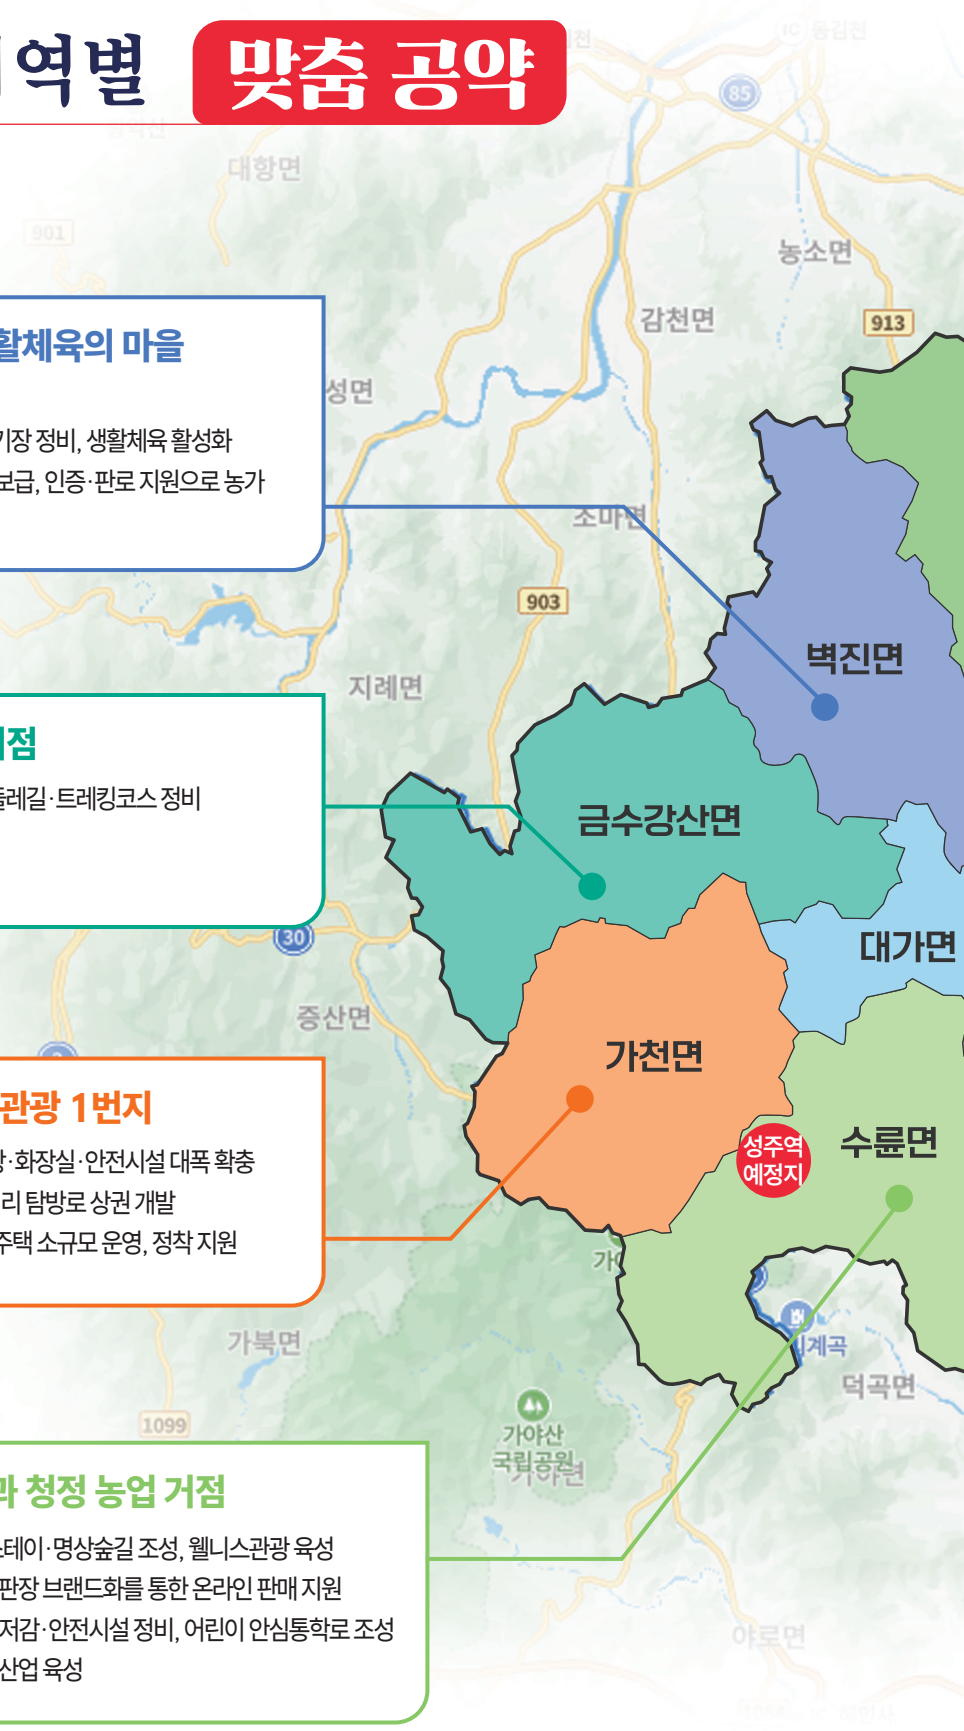 역별 맞춤 공약
동김천
85
대항면
901
농소면
감천면
913
활체육의 마을
성면
기장 정비, 생활체육 활성화
보급, 인증·판로 지원으로 농가
조마면
903
벽진면
지례면
점
둘레길·트레킹코스 정비
금수강산면
30
대가면
증산면
가천면
관광 1번지
성주역
예정지
수륜면
·화장실·안전시설 대폭 확충
리 탐방로 상권 개발
주택 소규모 운영, 정착 지원
가북면
계곡
덕곡면
1099
가야산
국립공원
가야면
과 청정 농업 거점
스테이·명상숲길 조성, 웰니스관광 육성
판장 브랜드화를 통한 온라인 판매 지원
저감·안전시설 정비, 어린이 안심통학로 조성
야로면
산업 육성